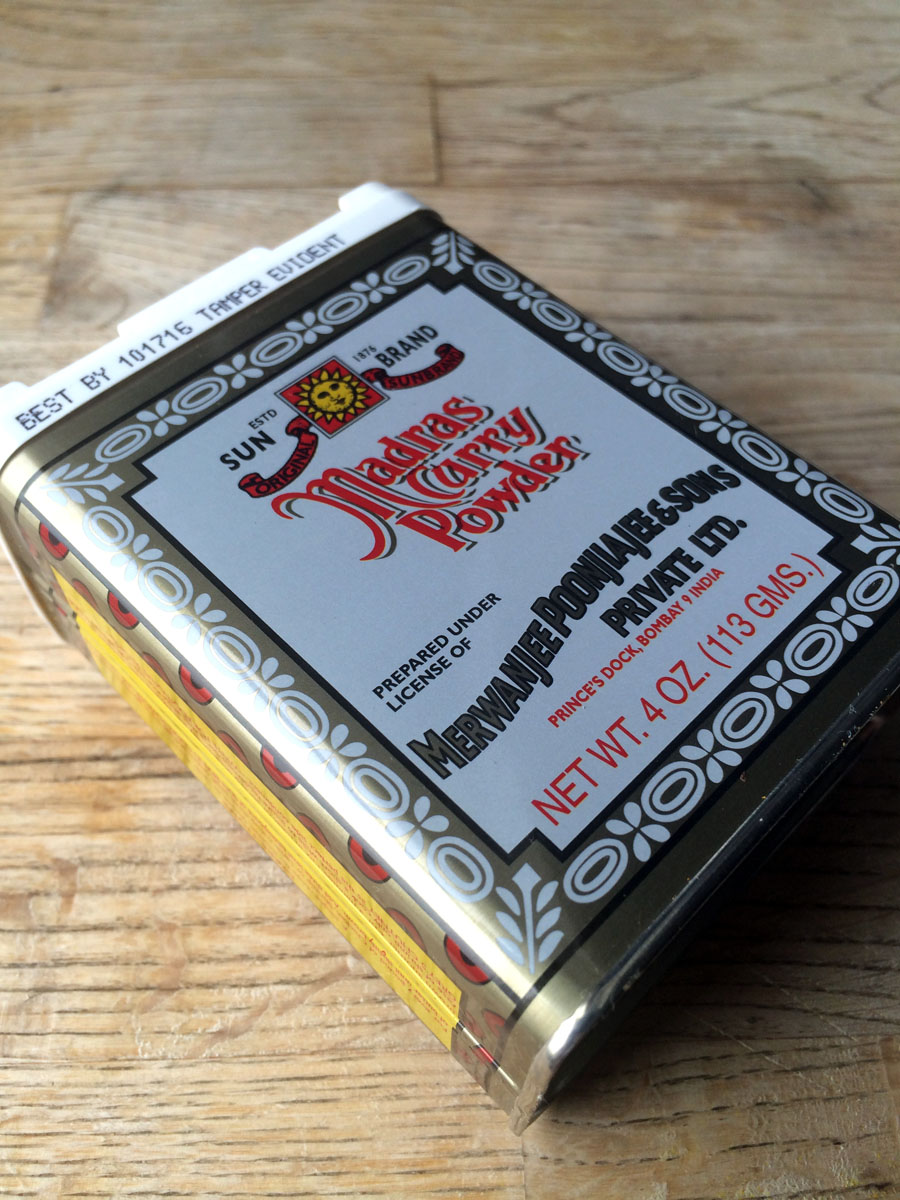 BEST BY 101716 TAMPER EVIDENT
ESTD 1876
SUN BRAND
ORIGINAL SUNBRAND
Madras
Curry
Powder
PREPARED UNDER
LICENSE OF
MERWANJEE POONJIAJEE & SONS
PRIVATE LTD.
PRINCE'S DOCK, BOMBAY 9 INDIA
NET WT. 4 OZ. (113 GMS.)